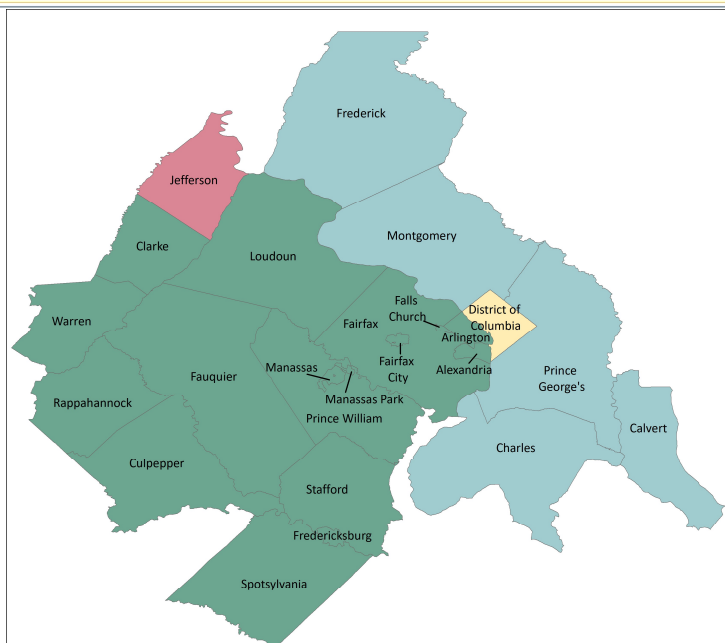 Frederick
Jefferson
Montgomery
Clarke
Loudoun
Falls
Church
District of
Columbia
Warren
Fairfax
Arlington
Fairfax
City
Alexandria
Manassas
Fauquier
Prince
George's
Rappahannock
Manassas Park
Prince William
Calvert
Charles
Culpepper
Stafford
Fredericksburg
Spotsylvania